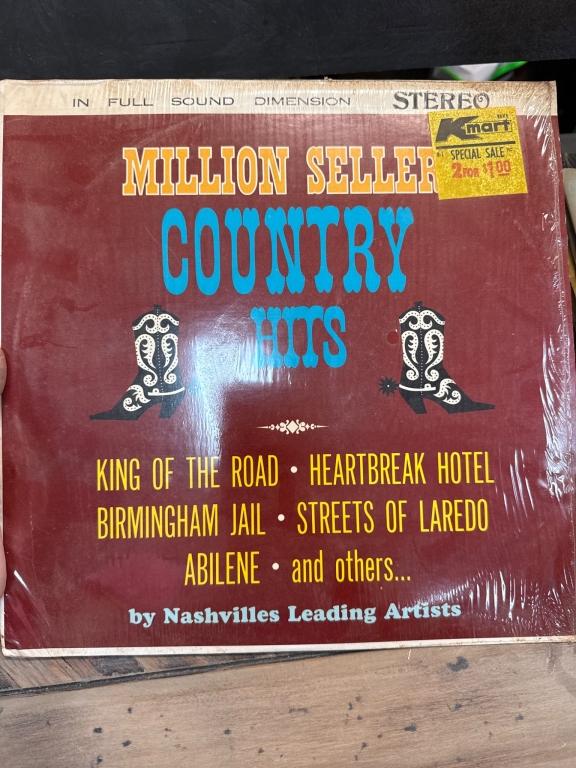 IN FULL SOUND DIMENSION STEREO
Kmart
SPECIAL SALE
2 FOR $1.00
MILLION SELLER
COUNTRY
HITS
KING OF THE ROAD • HEARTBREAK HOTEL
BIRMINGHAM JAIL • STREETS OF LAREDO
ABILENE • and others...
by Nashvilles Leading Artists